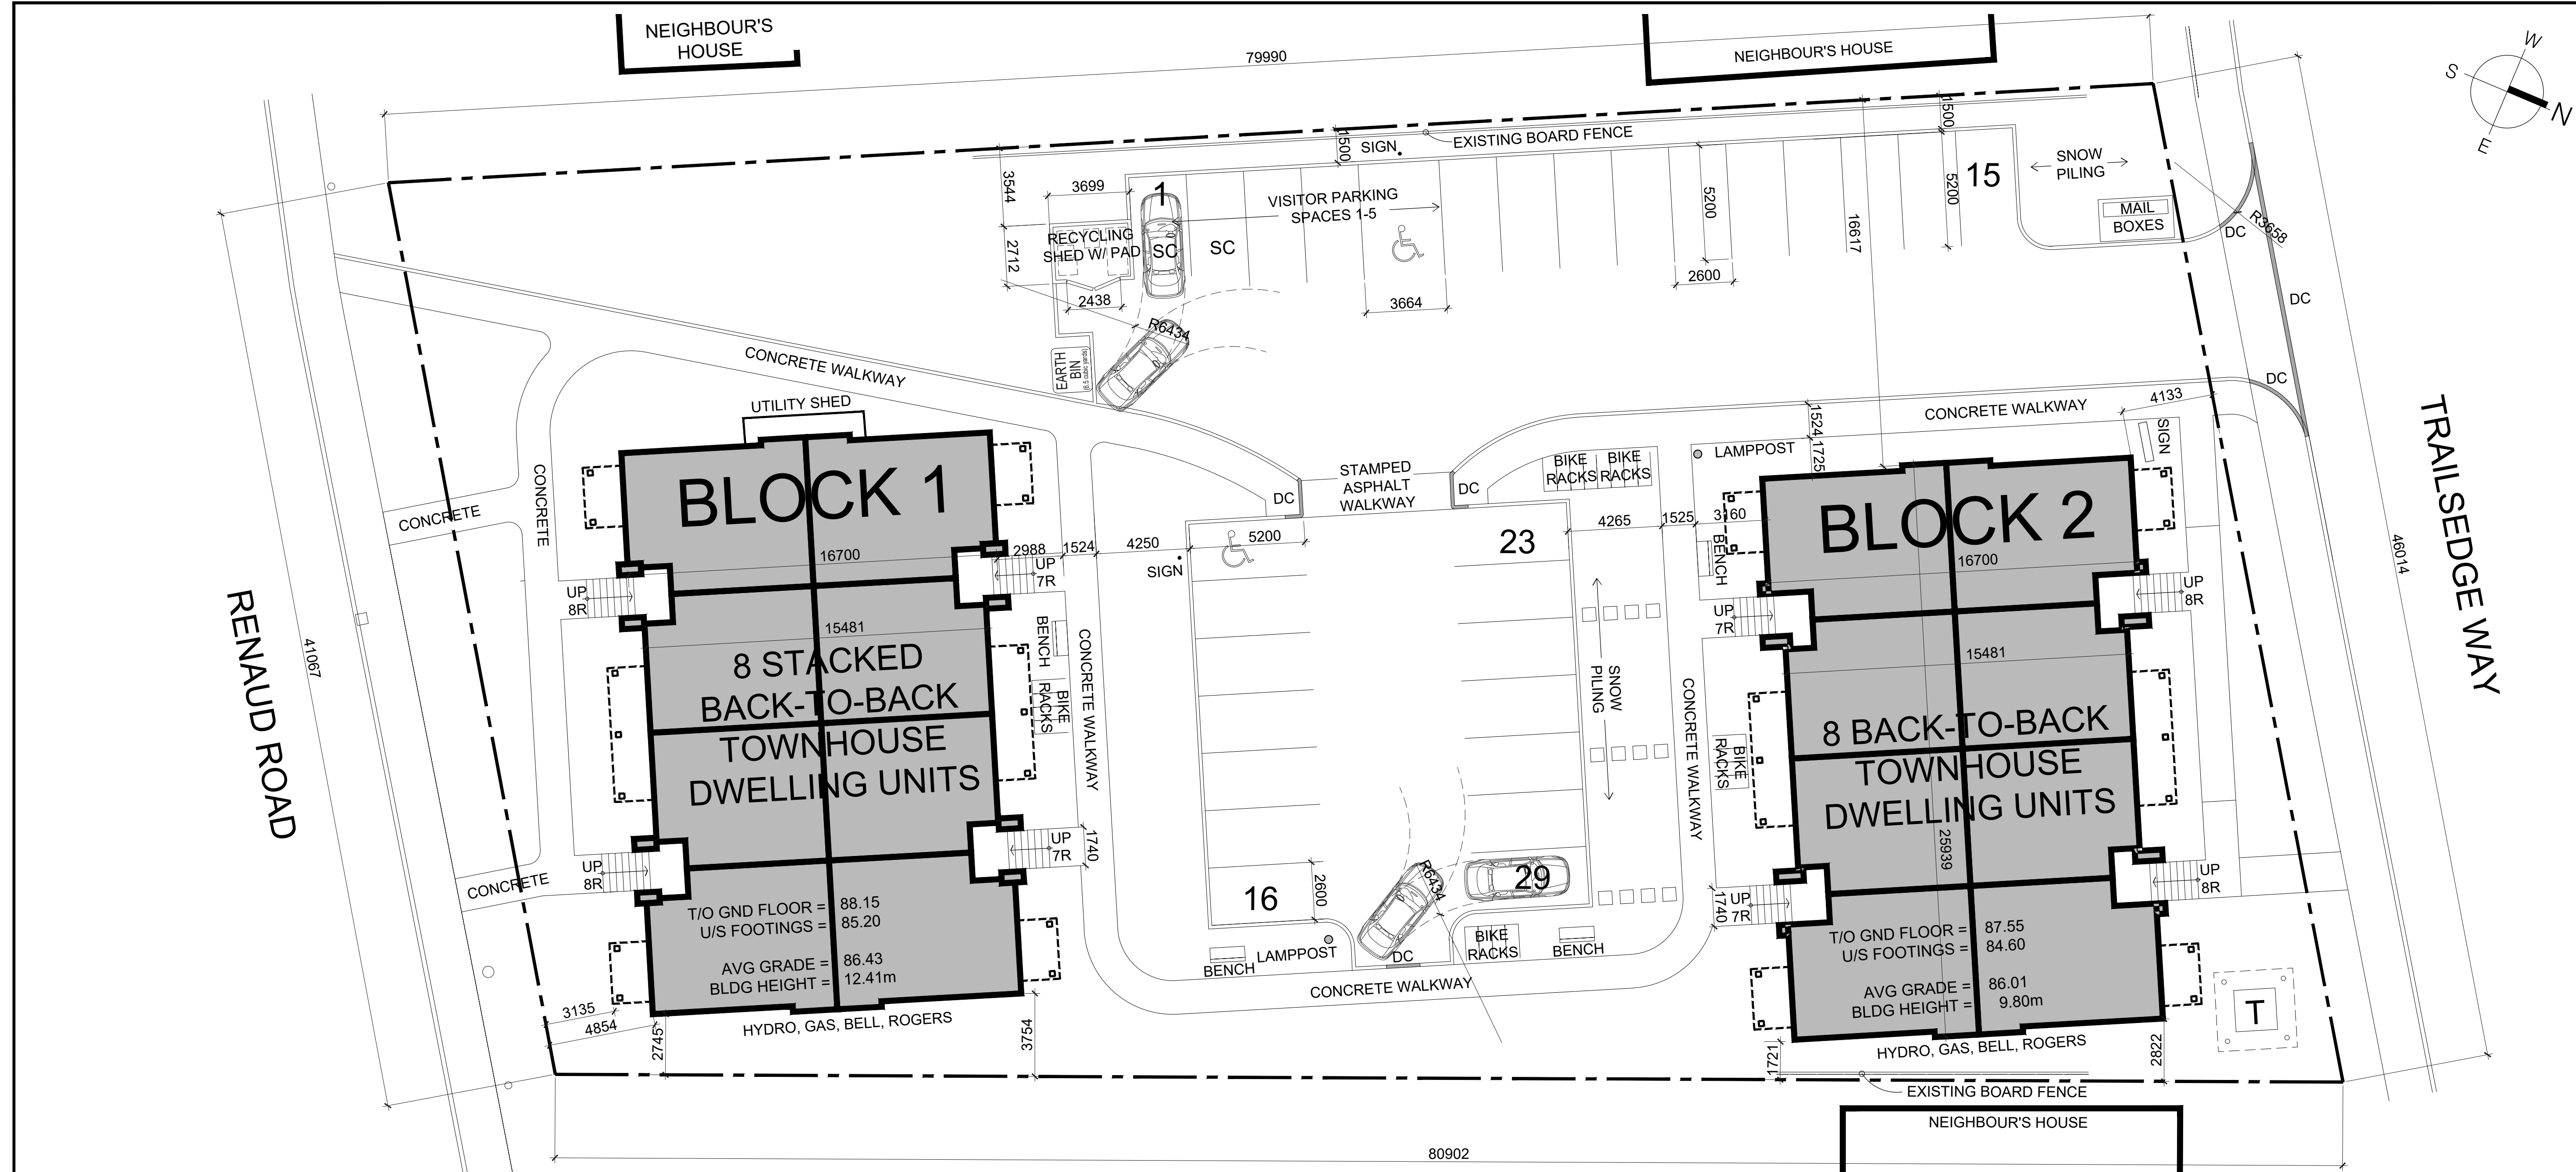 NEIGHBOUR'S
HOUSE
79990
NEIGHBOUR'S HOUSE
W
S
N
E
1500
EXISTING BOARD FENCE
SIGN
1500
3544
3699
1
VISITOR PARKING
SPACES 1-5
5200
16617
5200
15
SNOW
PILING
MAIL
BOXES
DC
R3658
DC
DC
RECYCLING
SHED W/ PAD
SC
SC
2712
2438
3664
2600
R6434
EARTH
BIN
(6.5 cubic yards)
CONCRETE WALKWAY
UTILITY SHED
CONCRETE WALKWAY
4133
SIGN
1524
1725
LAMPPOST
BIKE
RACKS
BIKE
RACKS
STAMPED
ASPHALT
WALKWAY
DC
DC
CONCRETE
CONCRETE
BLOCK 1
16700
2988
1524
4250
5200
SIGN
23
4265
1525
3160
BENCH
BLOCK 2
16700
UP
7R
UP
8R
UP
7R
UP
8R
RENAUD ROAD
41067
TRAILSEDGE WAY
46014
15481
8 STACKED
BACK-TO-BACK
TOWNHOUSE
DWELLING UNITS
BENCH
BIKE
RACKS
CONCRETE WALKWAY
SNOW
PILING
CONCRETE WALKWAY
BIKE
RACKS
15481
8 BACK-TO-BACK
TOWNHOUSE
DWELLING UNITS
25939
UP
7R
1740
UP
8R
CONCRETE
16
2600
R6434
29
1740
UP
7R
UP
8R
T/O GND FLOOR = 88.15
U/S FOOTINGS = 85.20
AVG GRADE = 86.43
BLDG HEIGHT = 12.41m
T/O GND FLOOR = 87.55
U/S FOOTINGS = 84.60
AVG GRADE = 86.01
BLDG HEIGHT = 9.80m
BENCH
LAMPPOST
DC
BIKE
RACKS
BENCH
CONCRETE WALKWAY
3135
4854
2745
HYDRO, GAS, BELL, ROGERS
3754
1721
HYDRO, GAS, BELL, ROGERS
2822
T
EXISTING BOARD FENCE
NEIGHBOUR'S HOUSE
80902